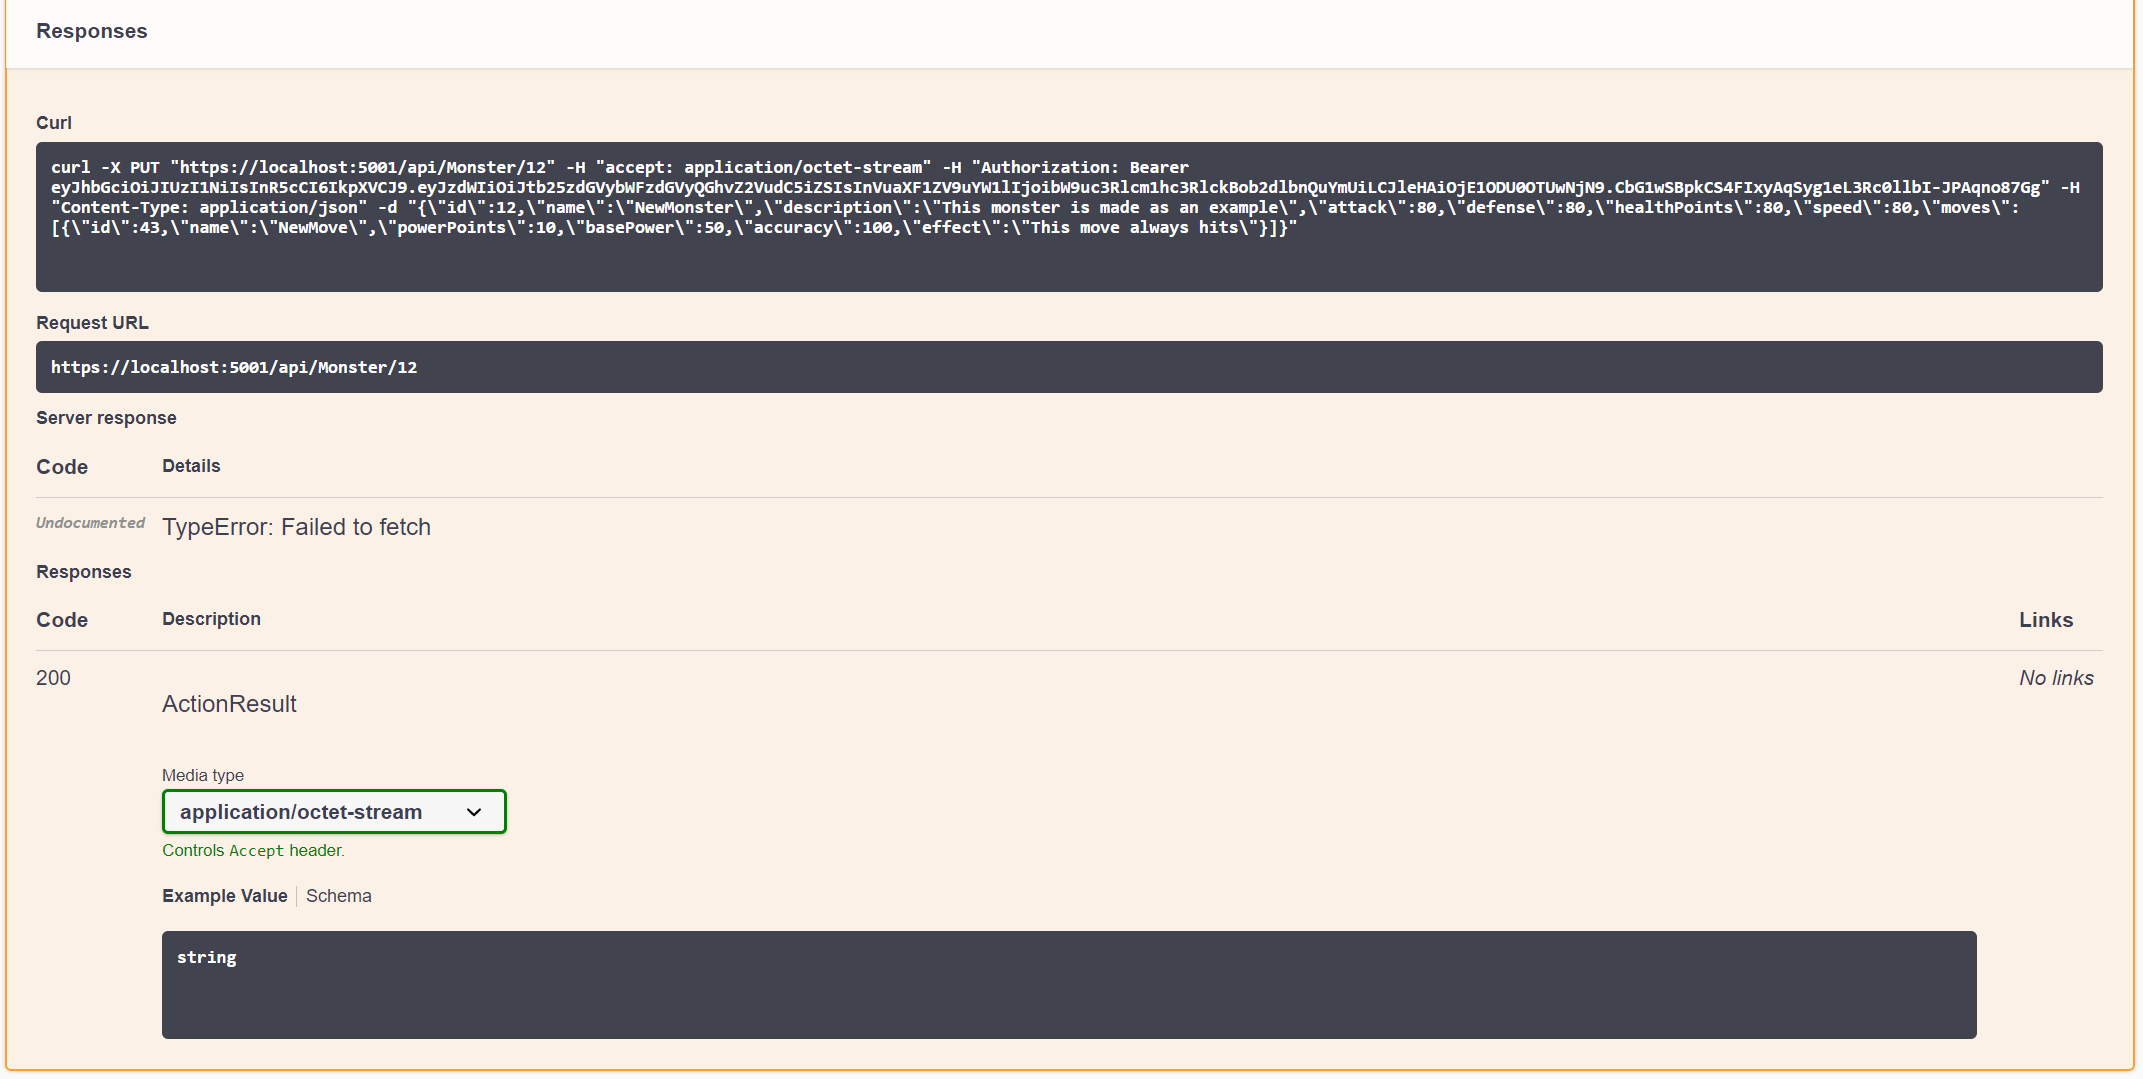 Responses
Curl
curl -X PUT "https://localhost:5001/api/Monster/12" -H "accept: application/octet-stream" -H "Authorization: Bearer
eyJhbGciOiJIUzI1NiIsInR5cCI6IkpXVCJ9.eyJzdWIiOiJtb25zdGVybWFzdGVyQGhvZ2VudC5iZSIsInVuaXF1ZV9uYW1lIjoibW9uc3Rlcm1hc3RlckBob2dlbnQuYmUiLCJleHAiOjE1ODU0OTUwNjN9.CbG1wSBpkCS4FIxyAqSyg1eL3Rc0llbI-JPAqno87Gg" -H
"Content-Type: application/json" -d "{\"id\":12,\"name\":\"NewMonster\",\"description\":\"This monster is made as an example\",\"attack\":80,\"defense\":80,\"healthPoints\":80,\"speed\":80,\"moves\":
[{\"id\":43,\"name\":\"NewMove\",\"powerPoints\":10,\"basePower\":50,\"accuracy\":100,\"effect\":\"This move always hits\"}]}"
Request URL
https://localhost:5001/api/Monster/12
Server response
Code Details
Undocumented TypeError: Failed to fetch
Responses
Code Description Links
200 No links
ActionResult
Media type
application/octet-stream
Controls Accept header.
Example Value Schema
string